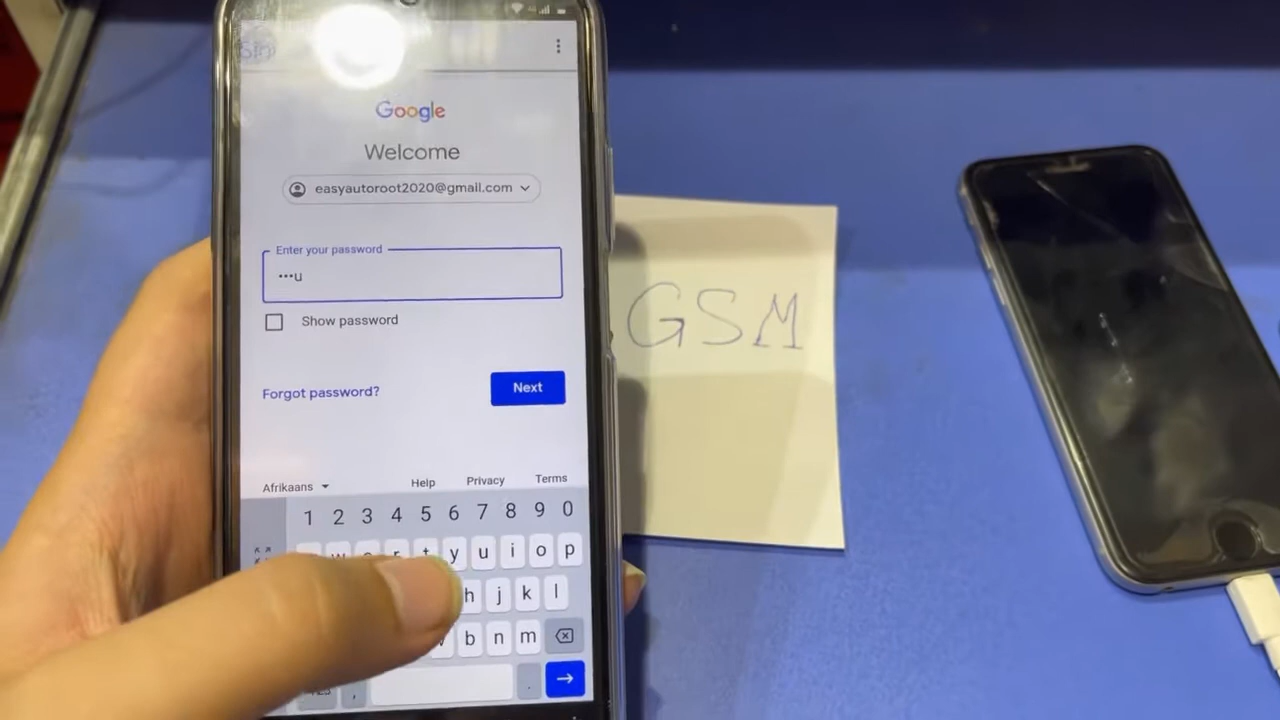 Google
Welcome
easyautoroot2020@gmail.com
Enter your password
•••u
Show password
Forgot password?
Next
Afrikaans
Help
Privacy
Terms
1 2 3 4 5 6 7 8 9 0
r t y u i o p
h j k l
b n m
,
.
GSM